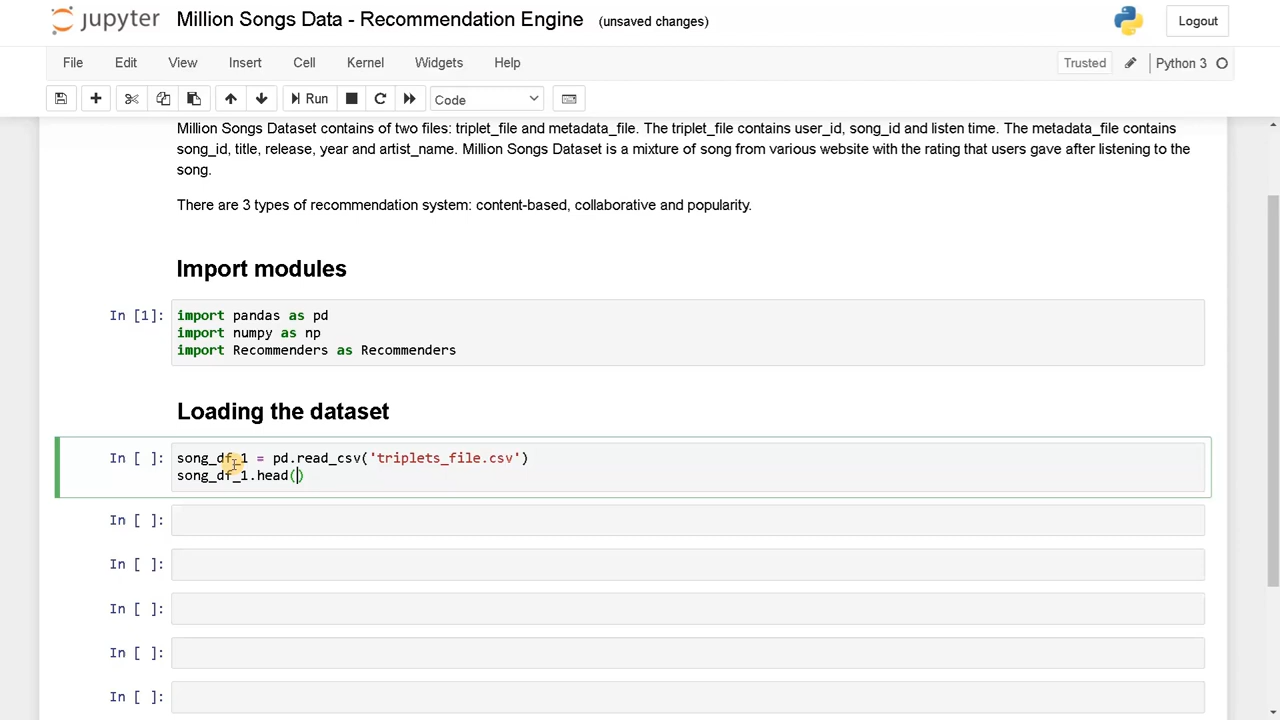 jupyter Million Songs Data - Recommendation Engine (unsaved changes) Logout
File Edit View Insert Cell Kernel Widgets Help Trusted Python 3
Run Code
Million Songs Dataset contains of two files: triplet_file and metadata_file. The triplet_file contains user_id, song_id and listen time. The metadata_file contains
song_id, title, release, year and artist_name. Million Songs Dataset is a mixture of song from various website with the rating that users gave after listening to the
song.
There are 3 types of recommendation system: content-based, collaborative and popularity.
Import modules
In [1]: import pandas as pd
import numpy as np
import Recommenders as Recommenders
Loading the dataset
In [ ]: song_df_1 = pd.read_csv('triplets_file.csv')
song_df_1.head()
In [ ]:
In [ ]:
In [ ]:
In [ ]:
In [ ]: